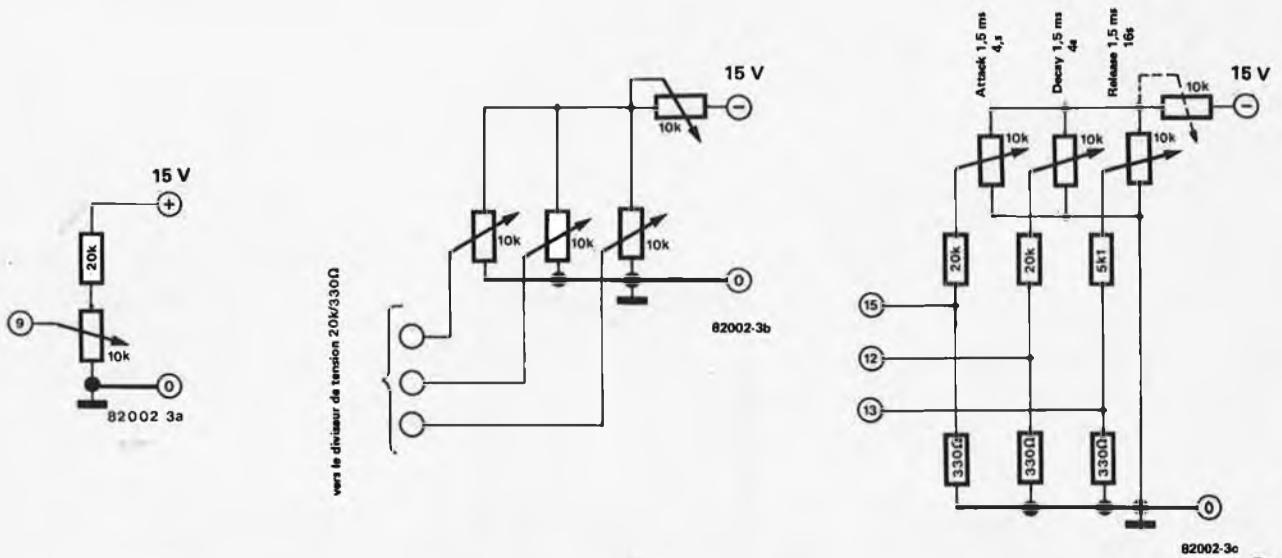 15 V
+
20k
9
10k
0
82002 3a
15 V
10k
−
10k
10k
10k
0
82002-3b
vers le diviseur de tension 20k/330Ω
Attack 1,5 ms
4,s
Decay 1,5 ms
4s
Release 1,5 ms
16s
15 V
10k
−
10k
10k
10k
20k
20k
5k1
15
12
13
330Ω
330Ω
330Ω
0
82002-3c